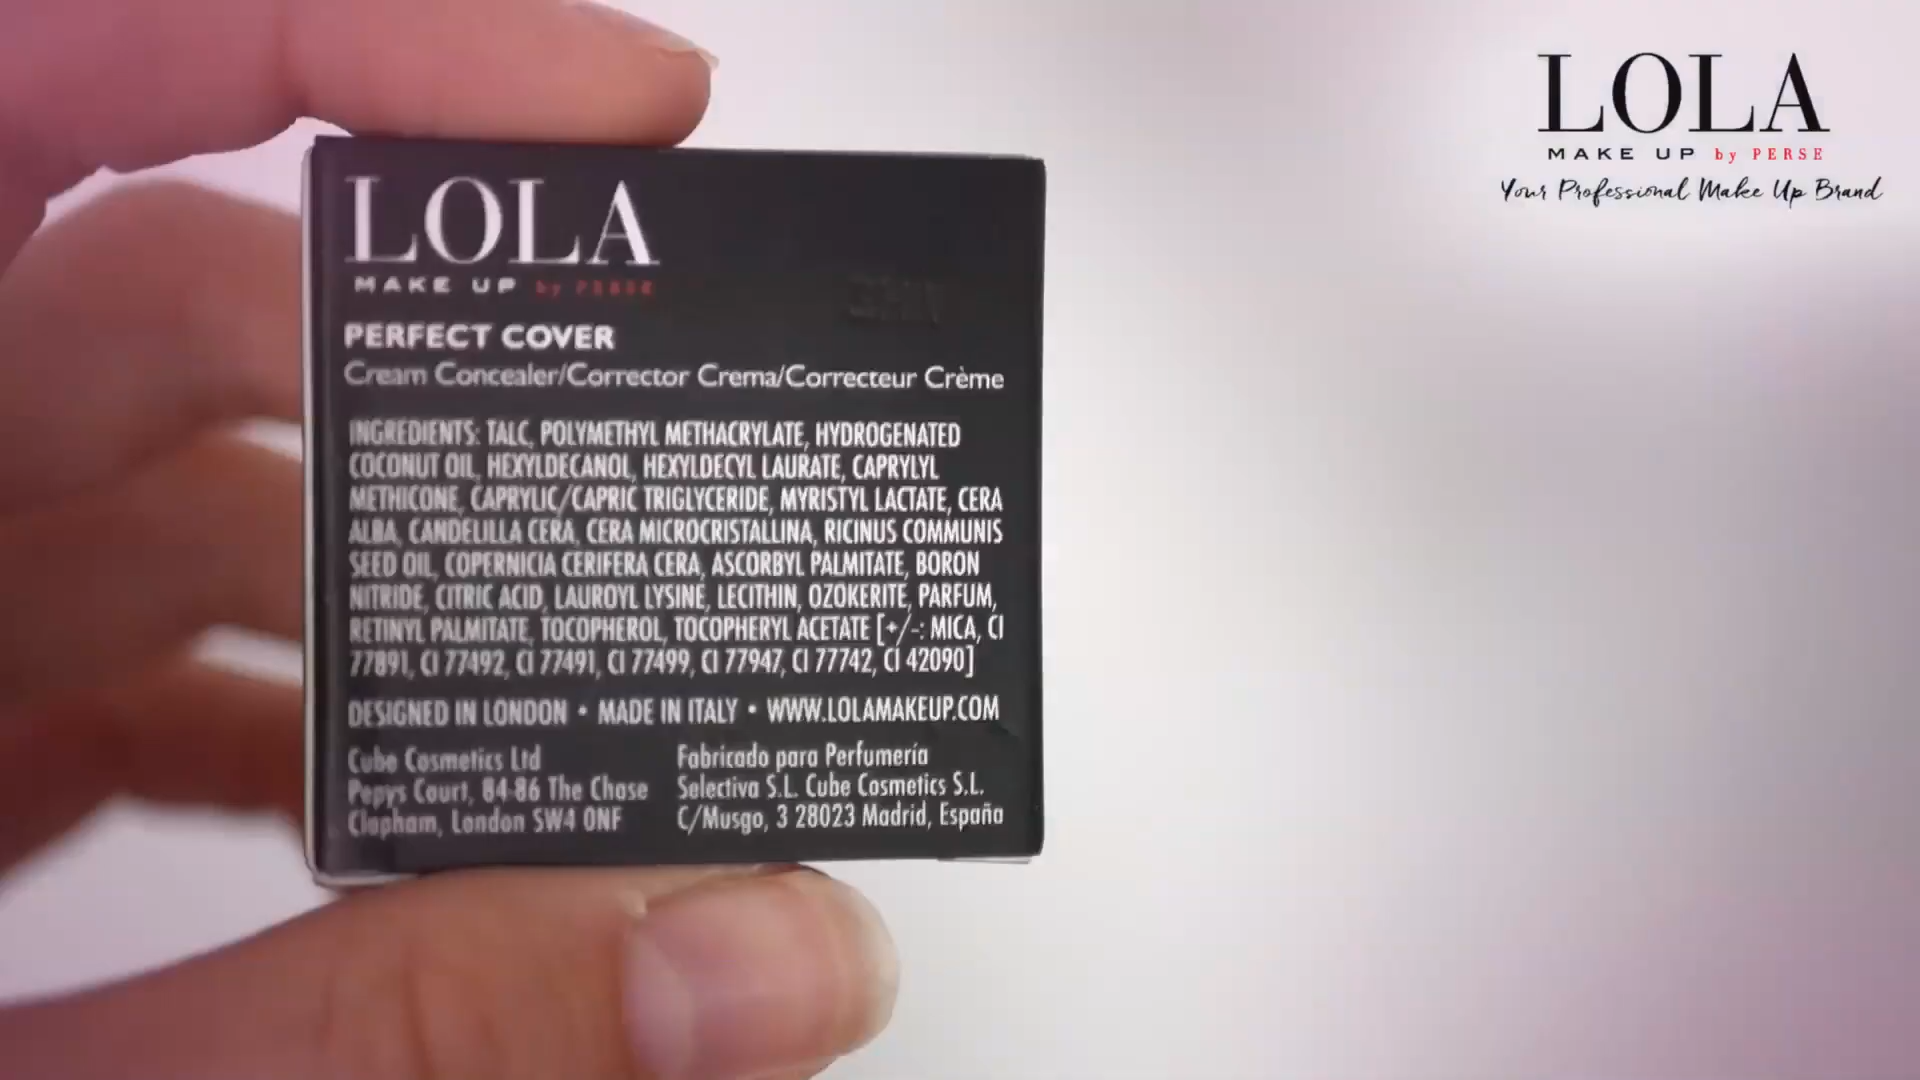 LOLA
MAKE UP by PERSE
PERFECT COVER
Cream Concealer/Corrector Crema/Correcteur Crème
INGREDIENTS: TALC, POLYMETHYL METHACRYLATE, HYDROGENATED
COCONUT OIL, HEXYLDECANOL, HEXYLDECYL LAURATE, CAPRYLYL
METHICONE, CAPRYLIC/CAPRIC TRIGLYCERIDE, MYRISTYL LACTATE, CERA
ALBA, CANDELILLA CERA, CERA MICROCRISTALLINA, RICINUS COMMUNIS
SEED OIL, COPERNICIA CERIFERA CERA, ASCORBYL PALMITATE, BORON
NITRIDE, CITRIC ACID, LAUROYL LYSINE, LECITHIN, OZOKERITE, PARFUM,
RETINYL PALMITATE, TOCOPHEROL, TOCOPHERYL ACETATE [+/-: MICA, CI
77891, CI 77492, CI 77491, CI 77499, CI 77947, CI 77742, CI 42090]
DESIGNED IN LONDON • MADE IN ITALY • WWW.LOLAMAKEUP.COM
Cube Cosmetics Ltd
Pepys Court, 84-86 The Chase
Clapham, London SW4 0NF
Fabricado para Perfumería
Selectiva S.L. Cube Cosmetics S.L.
C/Musgo, 3 28023 Madrid, España
LOLA
MAKE UP by PERSE
Your Professional Make Up Brand